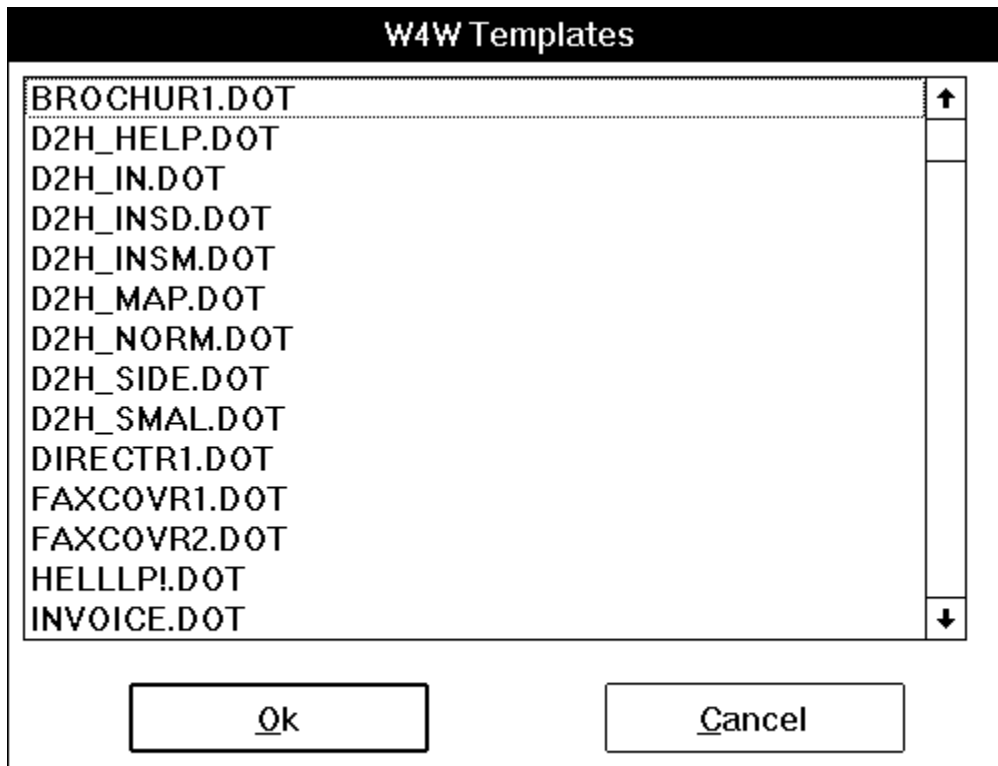 W4W Templates
BROCHUR1.DOT
D2H_HELP.DOT
D2H_IN.DOT
D2H_INSD.DOT
D2H_INSM.DOT
D2H_MAP.DOT
D2H_NORM.DOT
D2H_SIDE.DOT
D2H_SMAL.DOT
DIRECTR1.DOT
FAXCOVR1.DOT
FAXCOVR2.DOT
HELLLP!.DOT
INVOICE.DOT
Ok Cancel